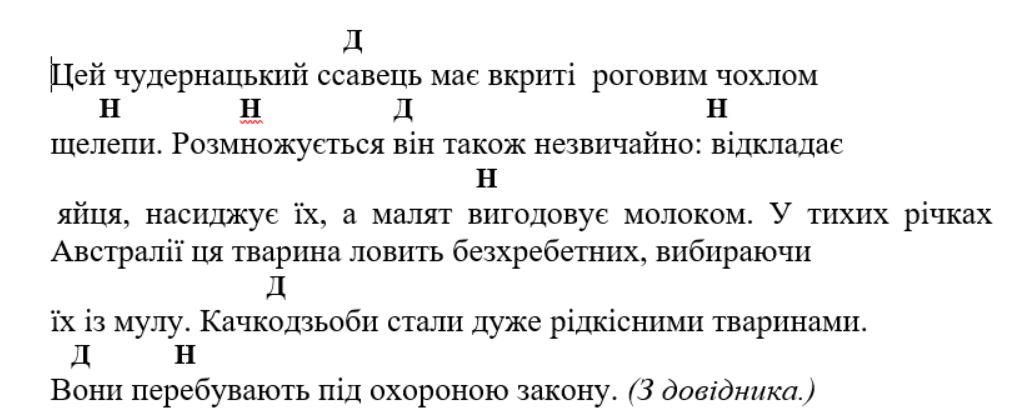 Д
Цей чудернацький ссавець має вкриті роговим чохлом
Н Н Д Н
щелепи. Розмножується він також незвичайно: відкладає
Н
яйця, насиджує їх, а малят вигодовує молоком. У тихих річках
Австралії ця тварина ловить безхребетних, вибираючи
Д
їх із мулу. Качкодзьоби стали дуже рідкісними тваринами.
Д Н
Вони перебувають під охороною закону. (З довідника.)